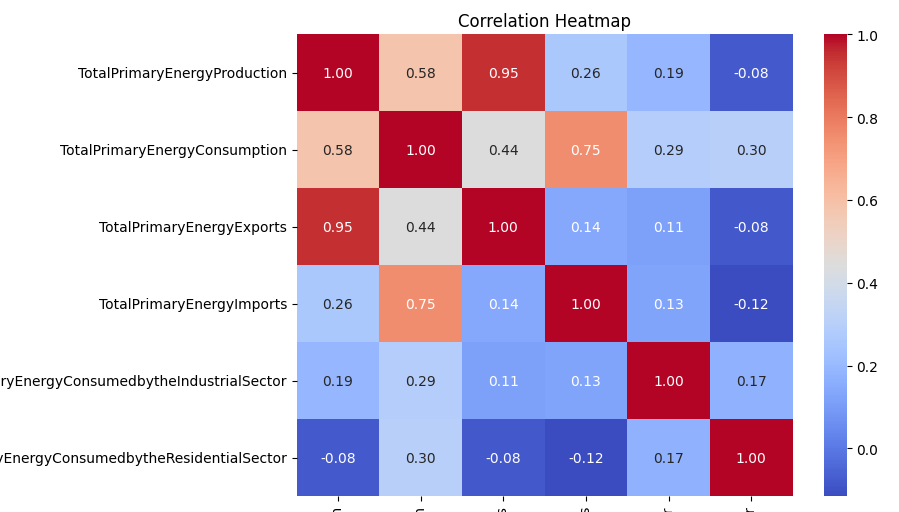 Correlation Heatmap
TotalPrimaryEnergyProduction 1.00 0.58 0.95 0.26 0.19 -0.08
TotalPrimaryEnergyConsumption 0.58 1.00 0.44 0.75 0.29 0.30
TotalPrimaryEnergyExports 0.95 0.44 1.00 0.14 0.11 -0.08
TotalPrimaryEnergyImports 0.26 0.75 0.14 1.00 0.13 -0.12
ryEnergyConsumedbytheIndustrialSector 0.19 0.29 0.11 0.13 1.00 0.17
yEnergyConsumedbytheResidentialSector -0.08 0.30 -0.08 -0.12 0.17 1.00
1.0
0.8
0.6
0.4
0.2
0.0